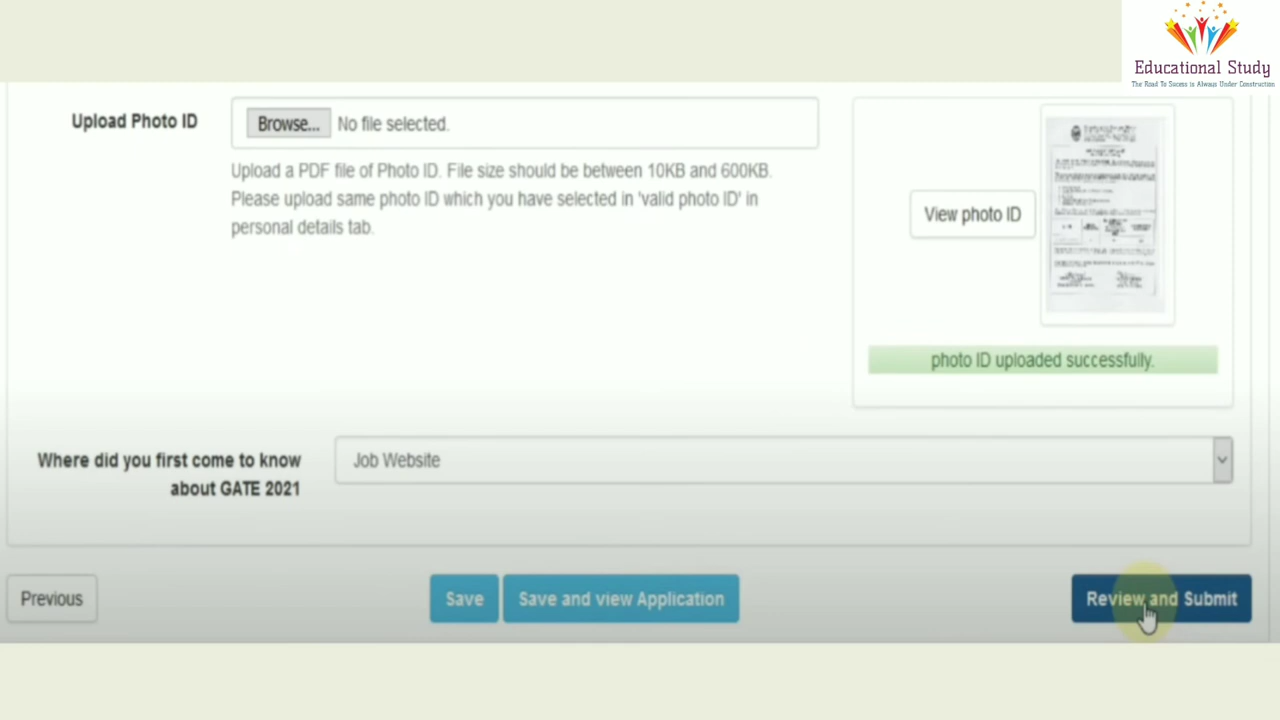 Educational Study
The Road To Sucess is Always Under Construction
Upload Photo ID
Browse... No file selected.
Upload a PDF file of Photo ID. File size should be between 10KB and 600KB.
Please upload same photo ID which you have selected in 'valid photo ID' in
personal details tab.
View photo ID
photo ID uploaded successfully.
Where did you first come to know
about GATE 2021
Job Website
Previous
Save
Save and view Application
Review and Submit